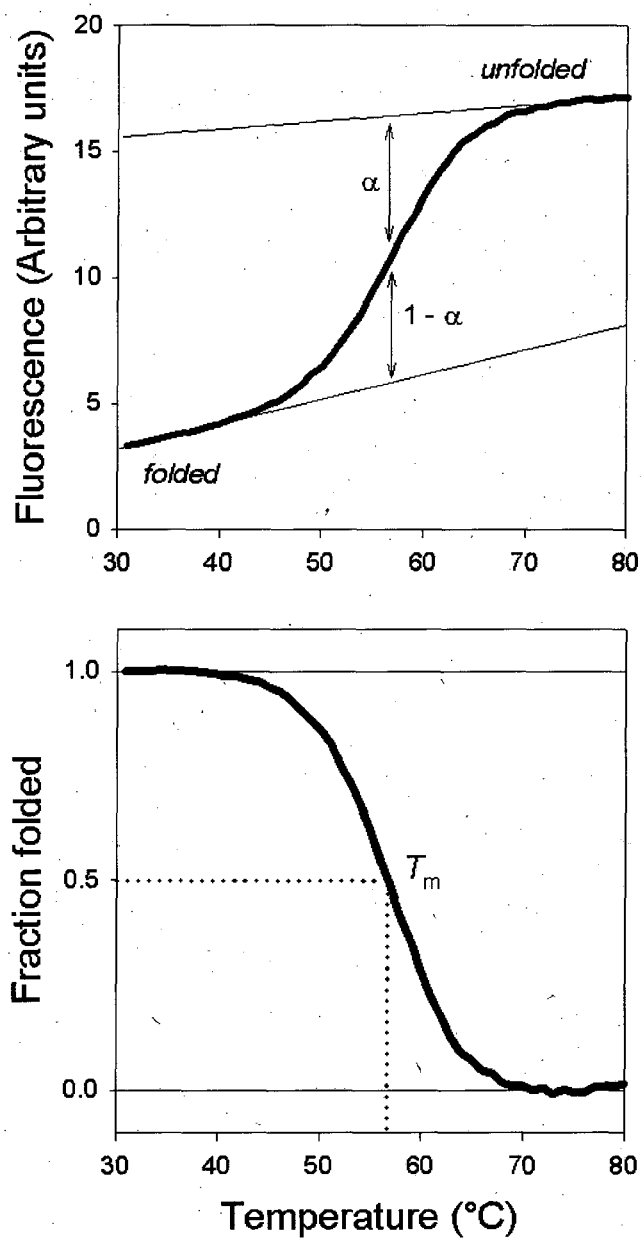 Fluorescence (Arbitrary units)
20
15
10
5
0
unfolded
α
1 - α
folded
30 40 50 60 70 80
Fraction folded
1.0
0.5
0.0
Tm
30 40 50 60 70 80
Temperature (°C)